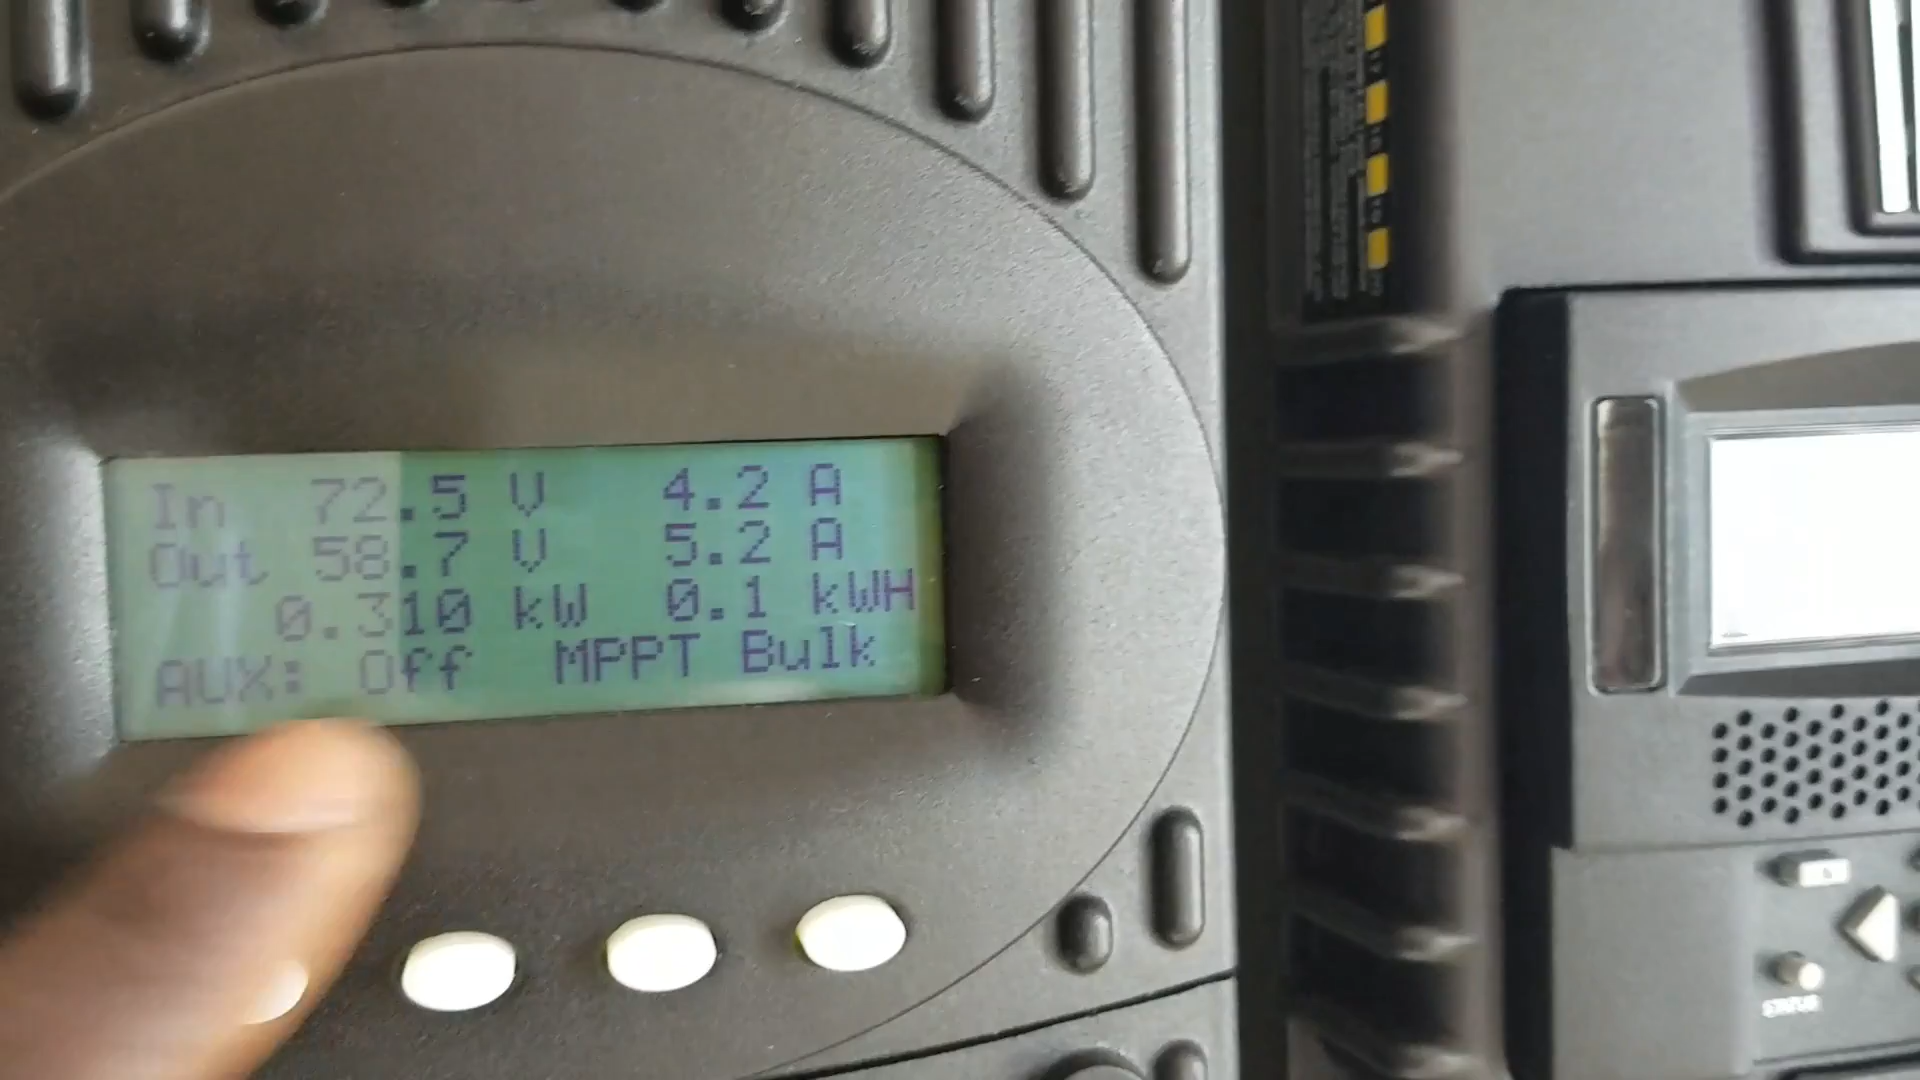 In 72.5 V 4.2 A
Out 58.7 V 5.2 A
0.310 kW 0.1 kWH
AUX: Off MPPT Bulk